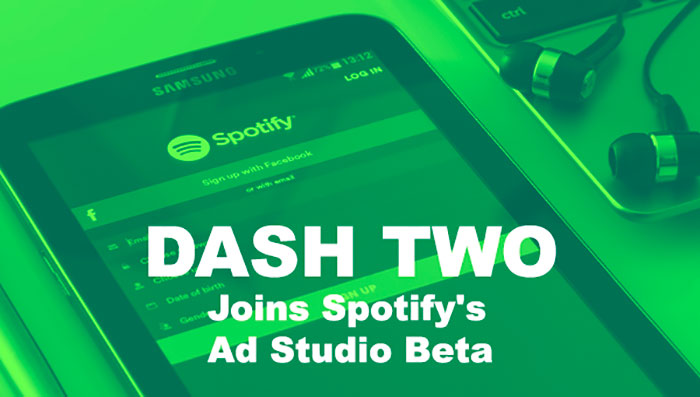 ctrl
SAMSUNG
13:12
LOG IN
Spotify
Sign up with Facebook
or with email
f
DASH TWO
Date of birth
UP
Joins Spotify's
Ad Studio Beta